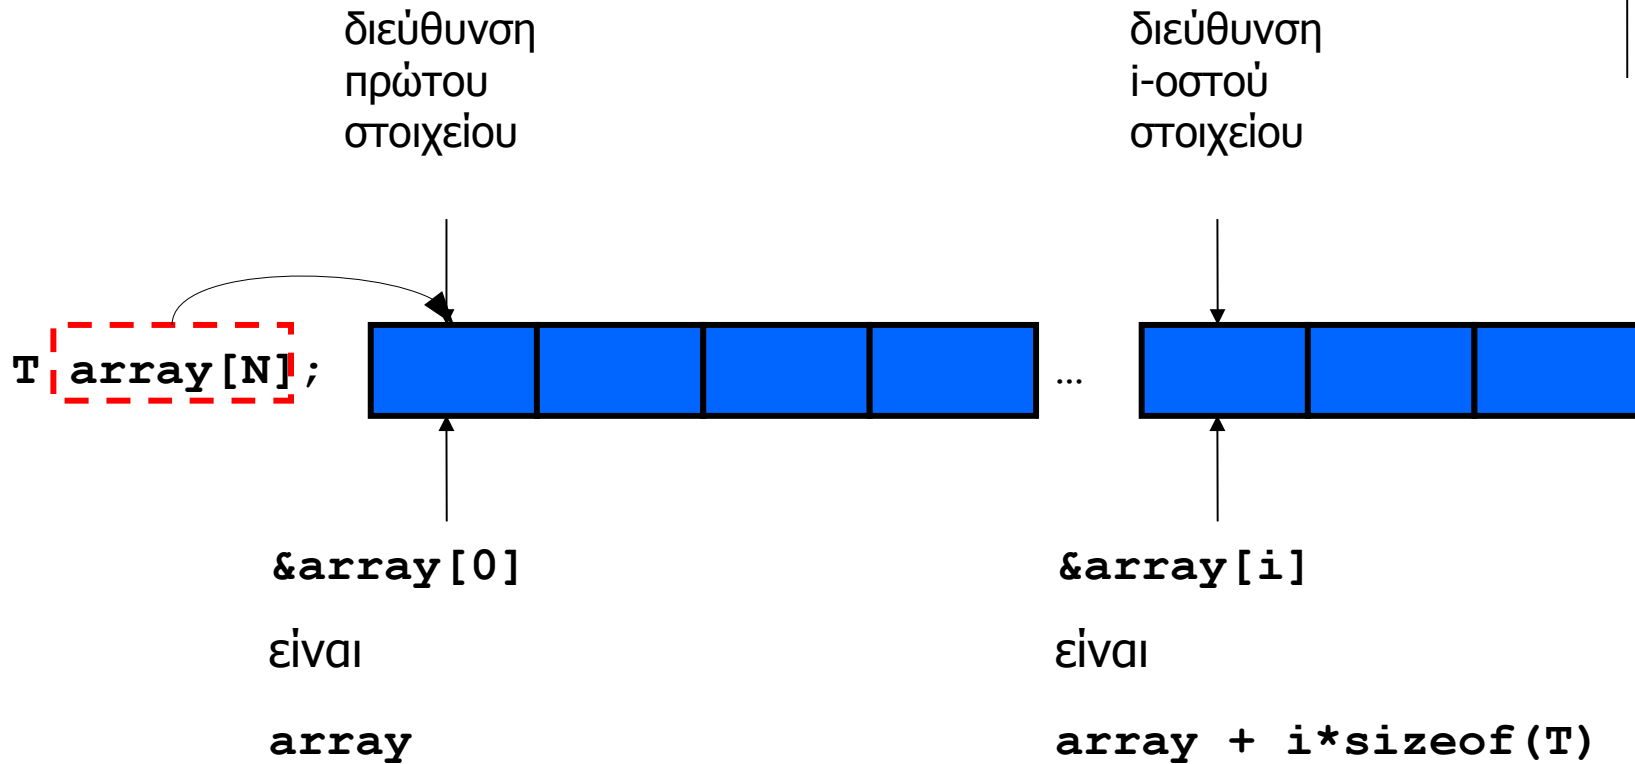 διεύθυνση
πρώτου
στοιχείου
διεύθυνση
i-οστού
στοιχείου
T array[N];
...
&array[0]
είναι
array
&array[i]
είναι
array + i*sizeof(T)